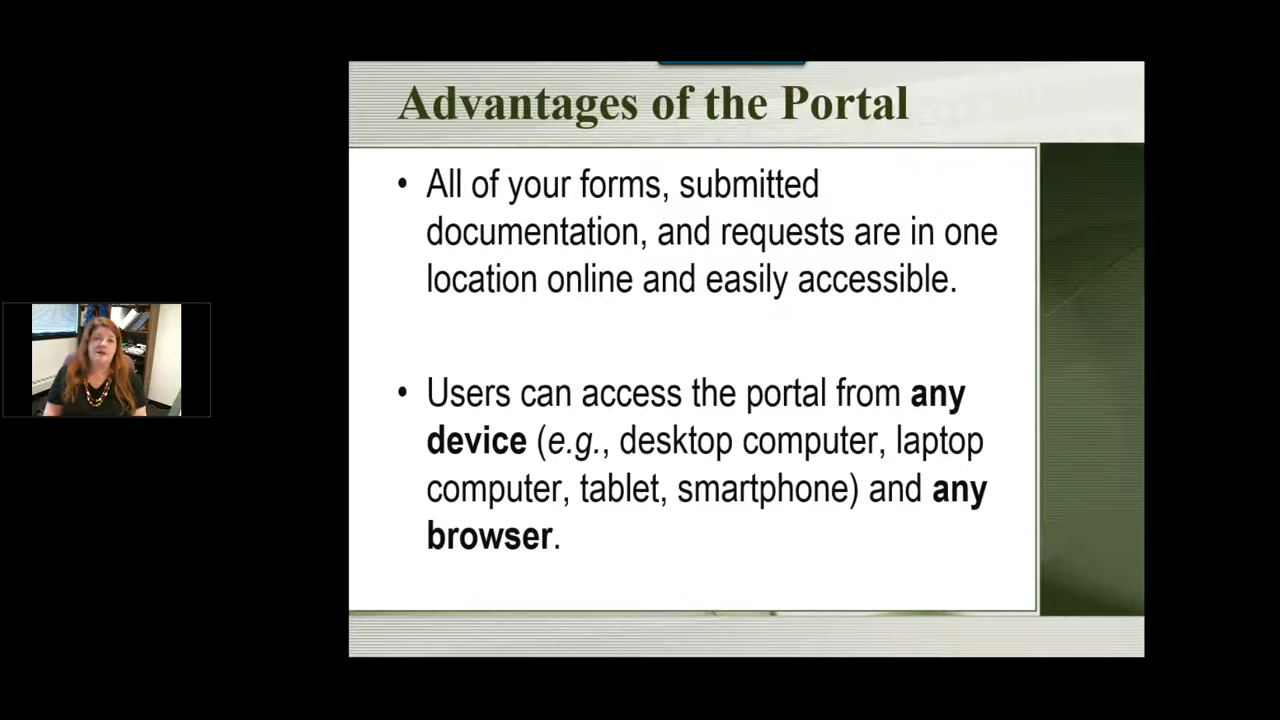 Advantages of the Portal
• All of your forms, submitted
documentation, and requests are in one
location online and easily accessible.
• Users can access the portal from any
device (e.g., desktop computer, laptop
computer, tablet, smartphone) and any
browser.